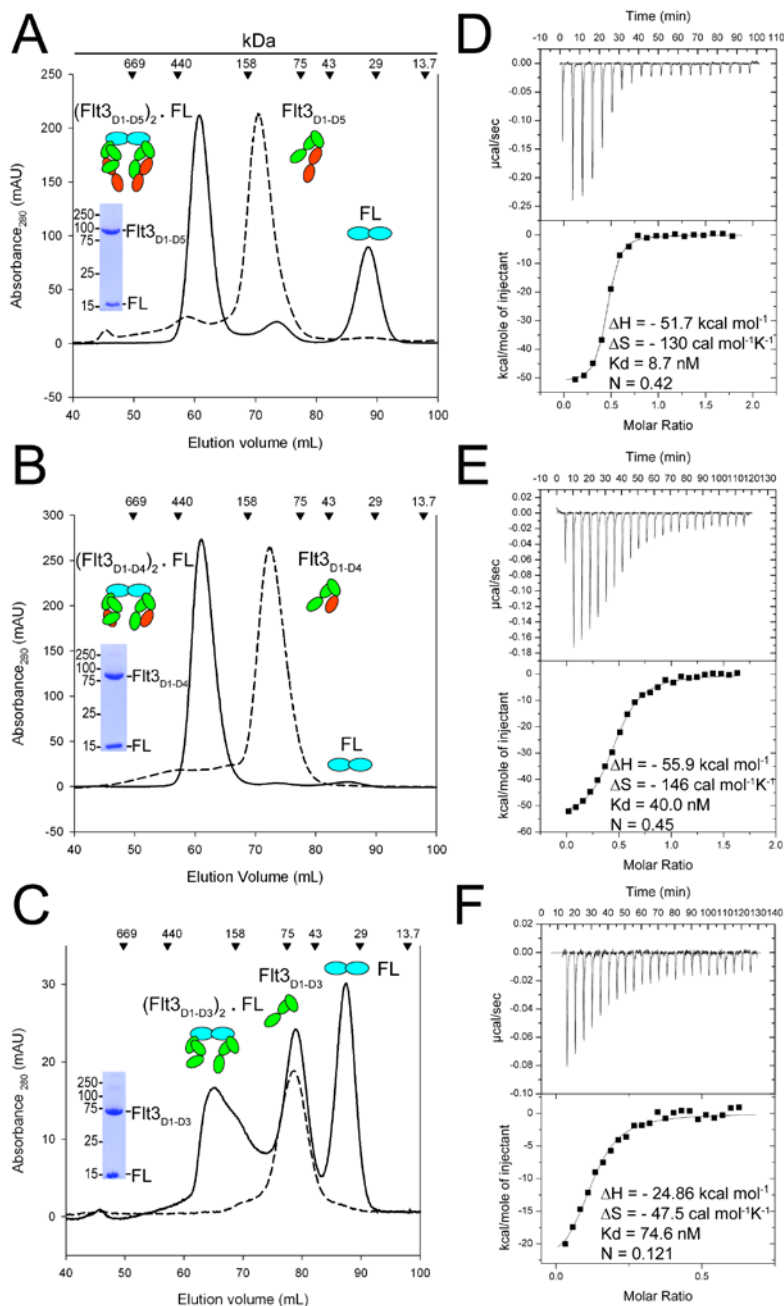 A
kDa
669 440 158 75 43 29 13.7
250
200
150
100
50
0
-50
Absorbance280 (mAU)
(Flt3D1-D5)2 . FL
Flt3D1-D5
FL
250
100
75
25
15
Flt3D1-D5
FL
40 50 60 70 80 90 100
Elution volume (mL)
B
669 440 158 75 43 29 13.7
300
250
200
150
100
50
0
-50
Absorbance280 (mAU)
(Flt3D1-D4)2 . FL
Flt3D1-D4
FL
250
100
75
25
15
Flt3D1-D4
FL
40 50 60 70 80 90 100
Elution Volume (mL)
C
669 440 158 75 43 29 13.7
30
20
10
0
Absorbance 280 (mAU)
(Flt3D1-D3)2 . FL
Flt3D1-D3
FL
250
75
25
15
Flt3D1-D3
FL
40 50 60 70 80 90 100
Elution volume (mL)
D
Time (min)
0 10 20 30 40 50 60 70 80 90 100 110
0.00
-0.05
-0.10
-0.15
-0.20
-0.25
µcal/sec
0
-10
-20
-30
-40
-50
kcal/mole of injectant
ΔH = - 51.7 kcal mol-1
ΔS = - 130 cal mol-1K-1
Kd = 8.7 nM
N = 0.42
0.0 0.5 1.0 1.5 2.0
Molar Ratio
E
Time (min)
-10 0 10 20 30 40 50 60 70 80 90 100 110 120 130
0.02
0.00
-0.02
-0.04
-0.06
-0.08
-0.10
-0.12
-0.14
-0.16
-0.18
µcal/sec
0
-10
-20
-30
-40
-50
-60
kcal/mole of injectant
ΔH = - 55.9 kcal mol-1
ΔS = - 146 cal mol-1K-1
Kd = 40.0 nM
N = 0.45
0.0 0.5 1.0 1.5 2.0
Molar Ratio
F
Time (min)
0 10 20 30 40 50 60 70 80 90 100 110 120 130 140
0.02
0.00
-0.02
-0.04
-0.06
-0.08
-0.10
µcal/sec
0
-5
-10
-15
-20
kcal/mole of injectant
ΔH = - 24.86 kcal mol-1
ΔS = - 47.5 cal mol-1K-1
Kd = 74.6 nM
N = 0.121
0.0 0.5
Molar Ratio